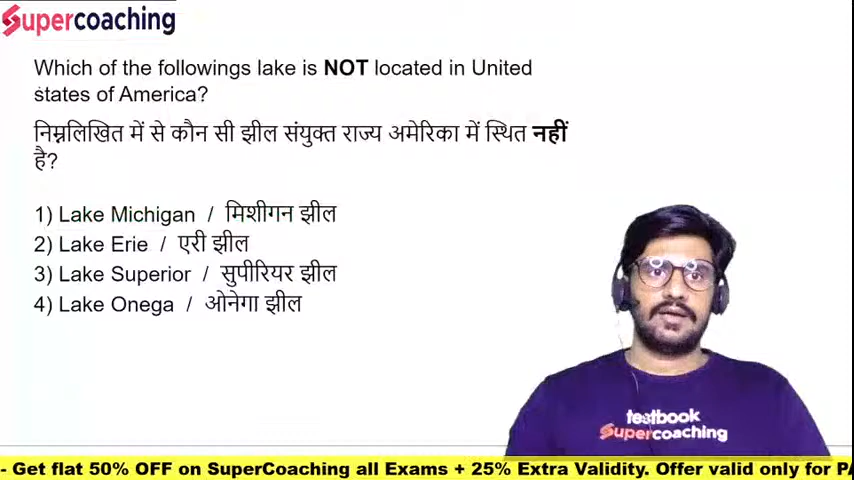 Supercoaching
Which of the followings lake is NOT located in United
states of America?
निम्नलिखित में से कौन सी झील संयुक्त राज्य अमेरिका में स्थित नहीं
है?
1) Lake Michigan / मिशीगन झील
2) Lake Erie / एरी झील
3) Lake Superior / सुपीरियर झील
4) Lake Onega / ओनेगा झील
testbook
Supercoaching
- Get flat 50% OFF on SuperCoaching all Exams + 25% Extra Validity. Offer valid only for PA